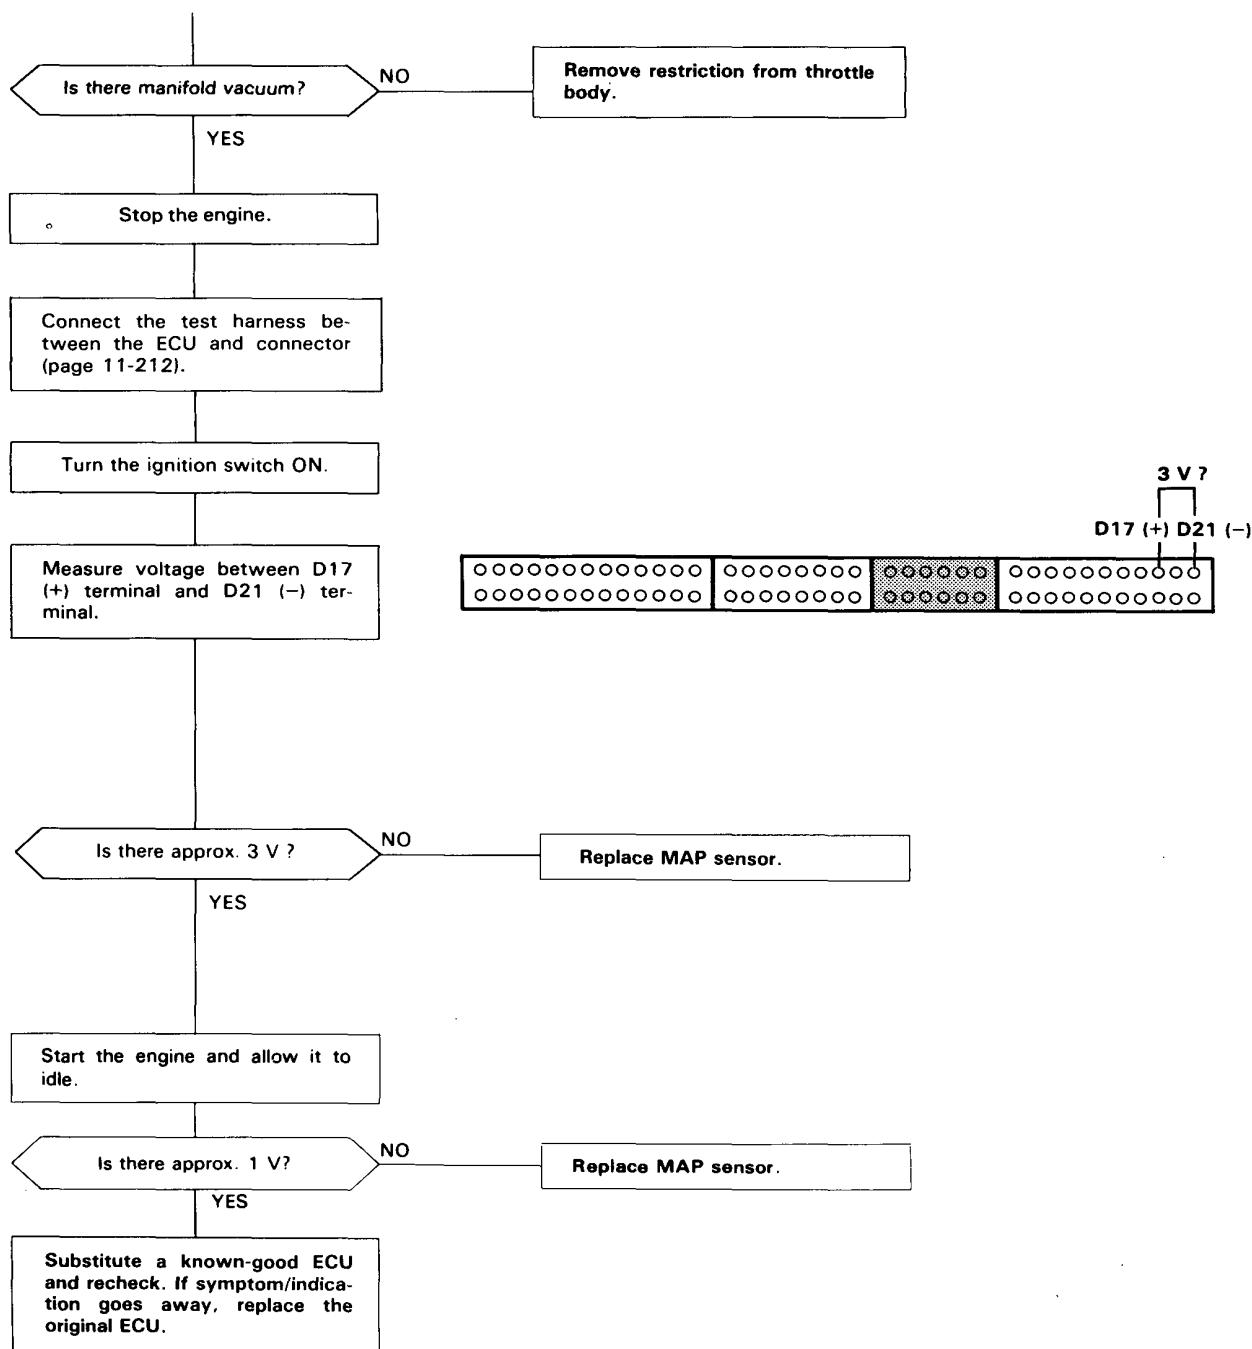 Is there manifold vacuum?
NO
Remove restriction from throttle
body.
YES
Stop the engine.
Connect the test harness be-
tween the ECU and connector
(page 11-212).
Turn the ignition switch ON.
3 V ?
D17 (+) D21 (−)
Measure voltage between D17
(+) terminal and D21 (−) ter-
minal.
Is there approx. 3 V ?
NO
Replace MAP sensor.
YES
Start the engine and allow it to
idle.
Is there approx. 1 V?
NO
Replace MAP sensor.
YES
Substitute a known-good ECU
and recheck. If symptom/indica-
tion goes away, replace the
original ECU.